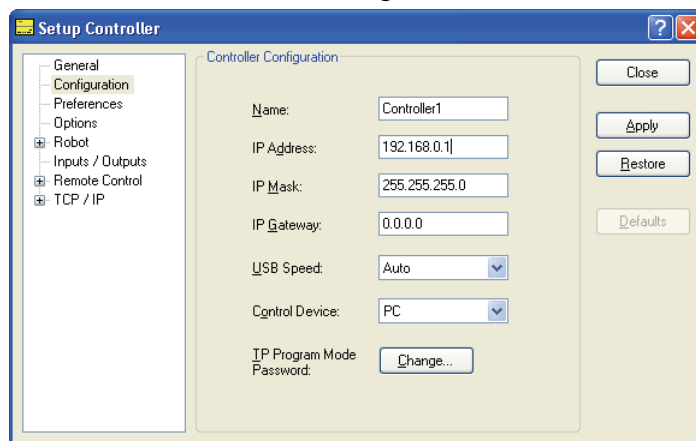 Setup Controller
General
Configuration
Preferences
Options
Robot
Inputs / Outputs
Remote Control
TCP / IP
Controller Configuration
Name: Controller1
IP Address: 192.168.0.1
IP Mask: 255.255.255.0
IP Gateway: 0.0.0.0
USB Speed: Auto
Control Device: PC
TP Program Mode
Password: Change...
Close
Apply
Restore
Defaults